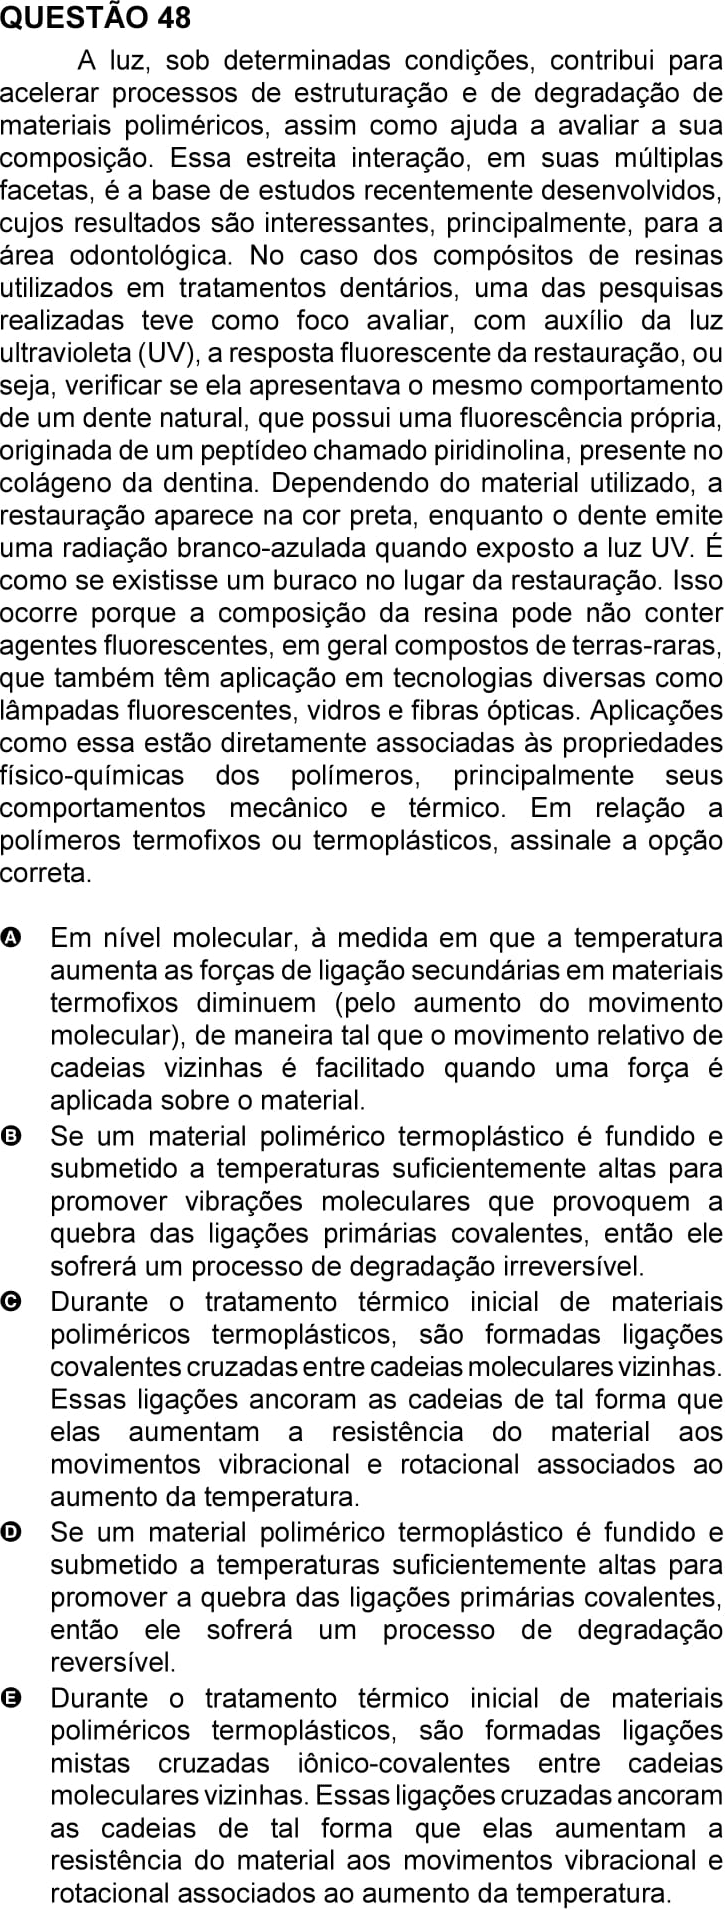 QUESTÃO 48
A luz, sob determinadas condições, contribui para
acelerar processos de estruturação e de degradação de
materiais poliméricos, assim como ajuda a avaliar a sua
composição. Essa estreita interação, em suas múltiplas
facetas, é a base de estudos recentemente desenvolvidos,
cujos resultados são interessantes, principalmente, para a
área odontológica. No caso dos compósitos de resinas
utilizados em tratamentos dentários, uma das pesquisas
realizadas teve como foco avaliar, com auxílio da luz
ultravioleta (UV), a resposta fluorescente da restauração, ou
seja, verificar se ela apresentava o mesmo comportamento
de um dente natural, que possui uma fluorescência própria,
originada de um peptídeo chamado piridinolina, presente no
colágeno da dentina. Dependendo do material utilizado, a
restauração aparece na cor preta, enquanto o dente emite
uma radiação branco-azulada quando exposto a luz UV. É
como se existisse um buraco no lugar da restauração. Isso
ocorre porque a composição da resina pode não conter
agentes fluorescentes, em geral compostos de terras-raras,
que também têm aplicação em tecnologias diversas como
lâmpadas fluorescentes, vidros e fibras ópticas. Aplicações
como essa estão diretamente associadas às propriedades
físico-químicas dos polímeros, principalmente seus
comportamentos mecânico e térmico. Em relação a
polímeros termofixos ou termoplásticos, assinale a opção
correta.
A Em nível molecular, à medida em que a temperatura
aumenta as forças de ligação secundárias em materiais
termofixos diminuem (pelo aumento do movimento
molecular), de maneira tal que o movimento relativo de
cadeias vizinhas é facilitado quando uma força é
aplicada sobre o material.
B Se um material polimérico termoplástico é fundido e
submetido a temperaturas suficientemente altas para
promover vibrações moleculares que provoquem a
quebra das ligações primárias covalentes, então ele
sofrerá um processo de degradação irreversível.
C Durante o tratamento térmico inicial de materiais
poliméricos termoplásticos, são formadas ligações
covalentes cruzadas entre cadeias moleculares vizinhas.
Essas ligações ancoram as cadeias de tal forma que
elas aumentam a resistência do material aos
movimentos vibracional e rotacional associados ao
aumento da temperatura.
D Se um material polimérico termoplástico é fundido e
submetido a temperaturas suficientemente altas para
promover a quebra das ligações primárias covalentes,
então ele sofrerá um processo de degradação
reversível.
E Durante o tratamento térmico inicial de materiais
poliméricos termoplásticos, são formadas ligações
mistas cruzadas iônico-covalentes entre cadeias
moleculares vizinhas. Essas ligações cruzadas ancoram
as cadeias de tal forma que elas aumentam a
resistência do material aos movimentos vibracional e
rotacional associados ao aumento da temperatura.